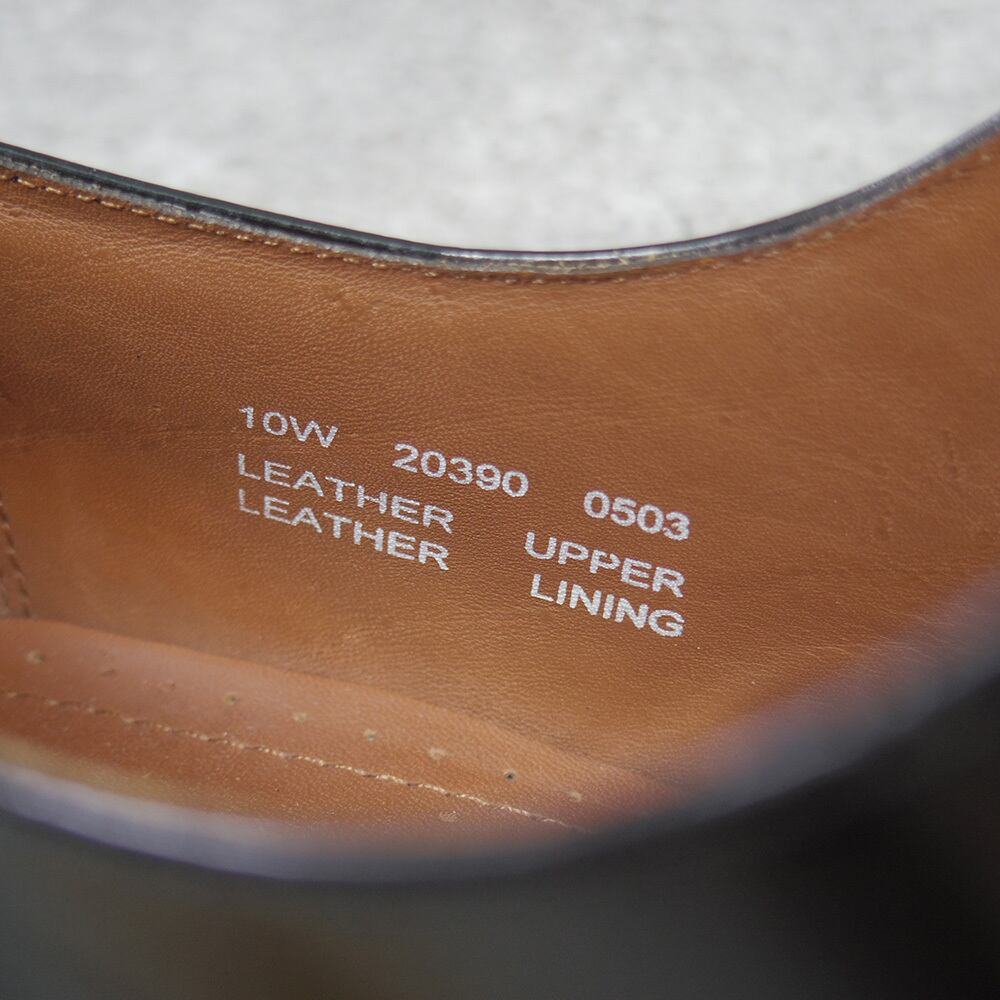 10W 20390 0503
LEATHER UPPER
LEATHER LINING